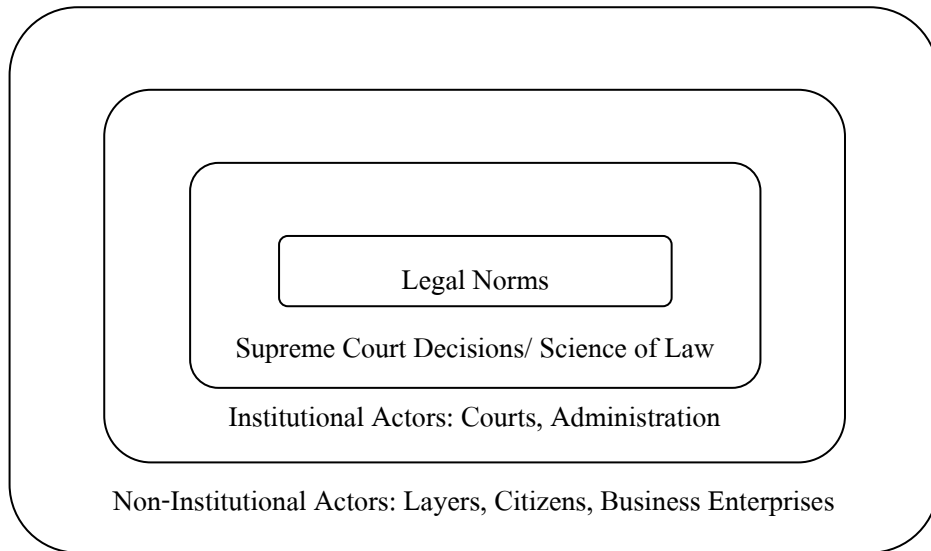 Legal Norms
Supreme Court Decisions/ Science of Law
Institutional Actors: Courts, Administration
Non-Institutional Actors: Layers, Citizens, Business Enterprises